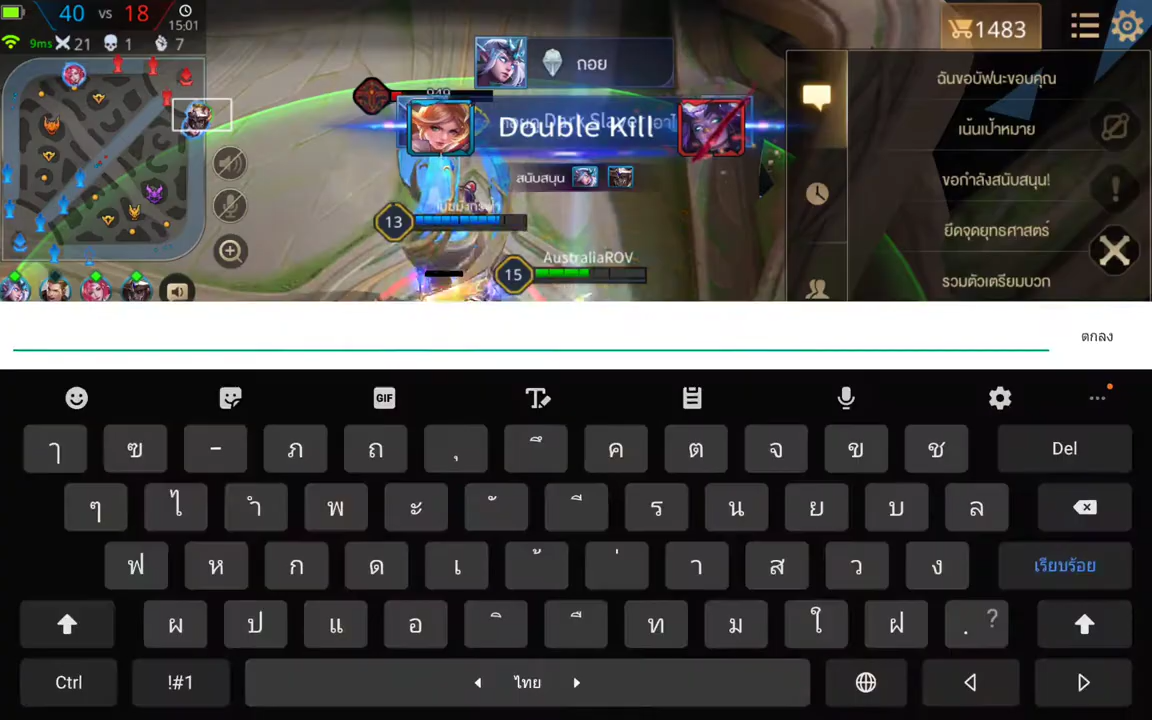 40 vs 18
15:01
9ms 21 1 7
1483
ถอย
Double Kill
สนับสนุน
13
15
AustraliaROV
ฉันขอบัฟนะขอบคุณ
เน้นเป้าหมาย
ขอกำลังสนับสนุน!
ยึดจุดยุทธศาสตร์
รวมตัวเตรียมบวก
ตกลง
GIF
ๅ ฃ - ภ ถ ุ ึ ค ต จ ข ช Del
ๆ ไ ำ พ ะ ั ี ร น ย บ ล
ฟ ห ก ด เ ้ ่ า ส ว ง เรียบร้อย
ผ ป แ อ ิ ื ท ม ใ ฝ . ?
Ctrl !#1 ไทย